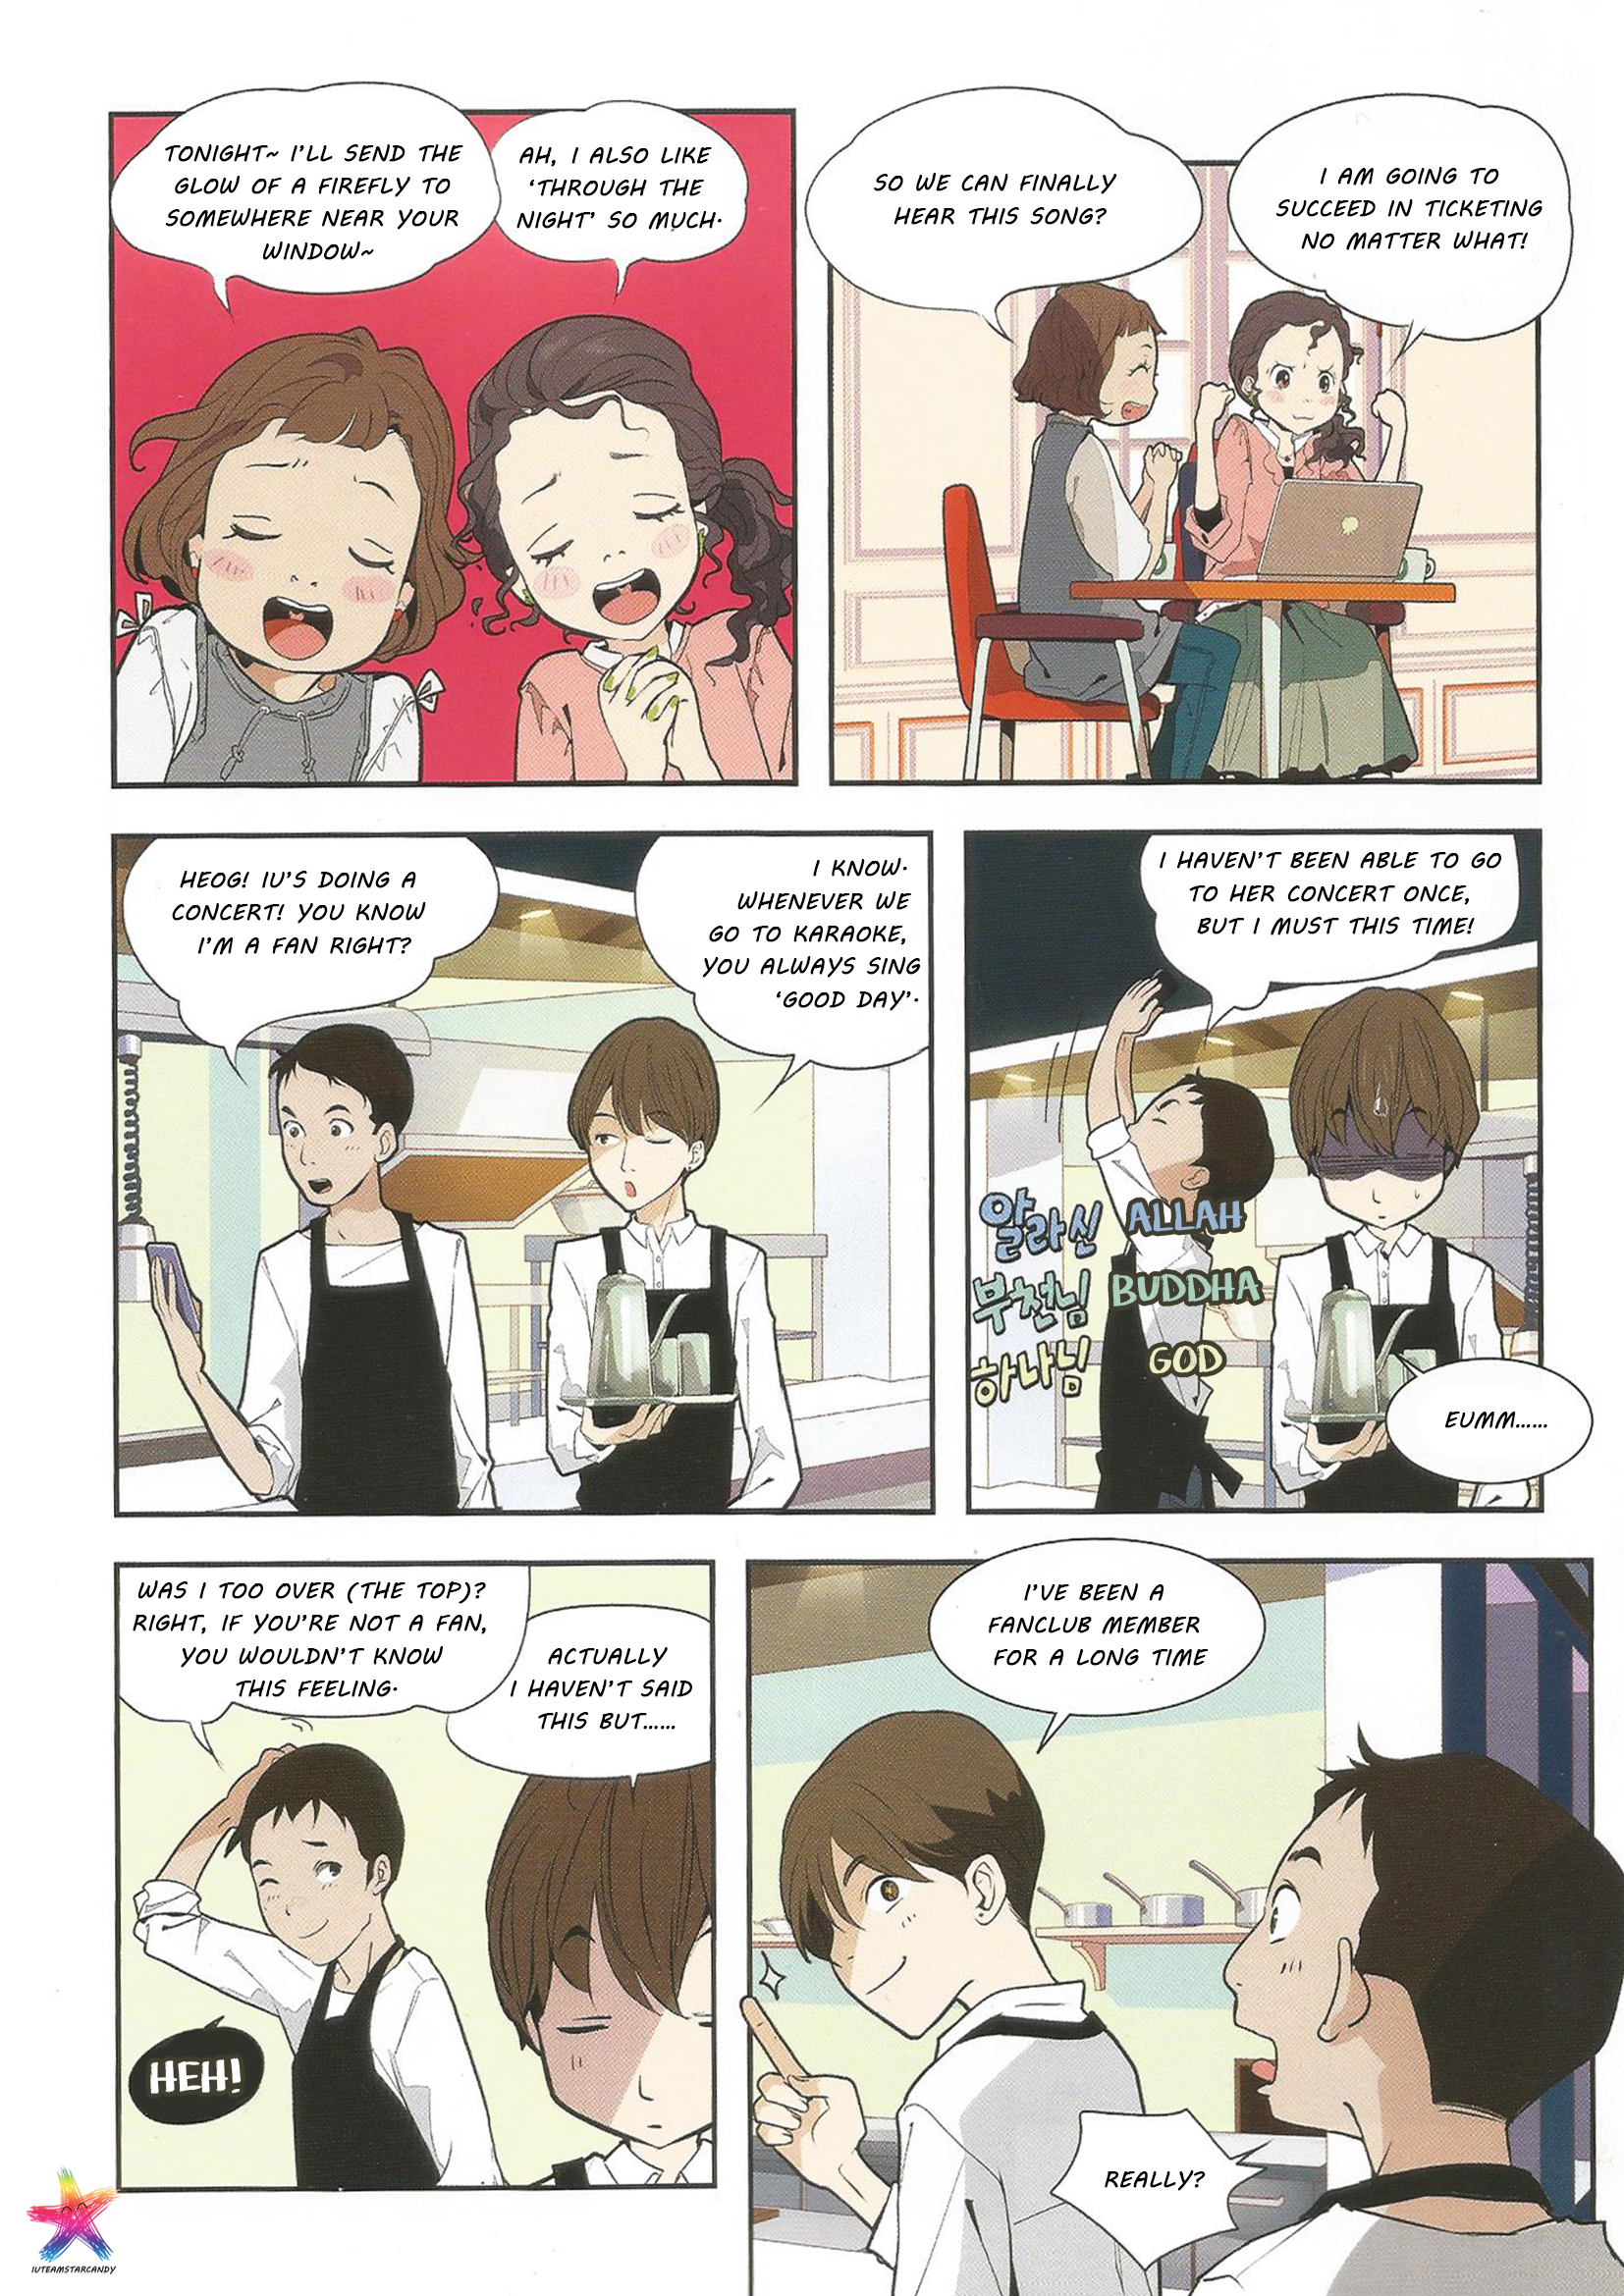 TONIGHT~ I'LL SEND THE
GLOW OF A FIREFLY TO
SOMEWHERE NEAR YOUR
WINDOW~
AH, I ALSO LIKE
'THROUGH THE
NIGHT' SO MUCH.
SO WE CAN FINALLY
HEAR THIS SONG?
I AM GOING TO
SUCCEED IN TICKETING
NO MATTER WHAT!
HEOG! IU'S DOING A
CONCERT! YOU KNOW
I'M A FAN RIGHT?
I KNOW.
WHENEVER WE
GO TO KARAOKE,
YOU ALWAYS SING
'GOOD DAY'.
I HAVEN'T BEEN ABLE TO GO
TO HER CONCERT ONCE,
BUT I MUST THIS TIME!
알라신 ALLAH
부천님 BUDDHA
하나님 GOD
EUMM......
WAS I TOO OVER (THE TOP)?
RIGHT, IF YOU'RE NOT A FAN,
YOU WOULDN'T KNOW
THIS FEELING.
ACTUALLY
I HAVEN'T SAID
THIS BUT......
HEH!
I'VE BEEN A
FANCLUB MEMBER
FOR A LONG TIME
REALLY?
IUTEAMSTARCANDY